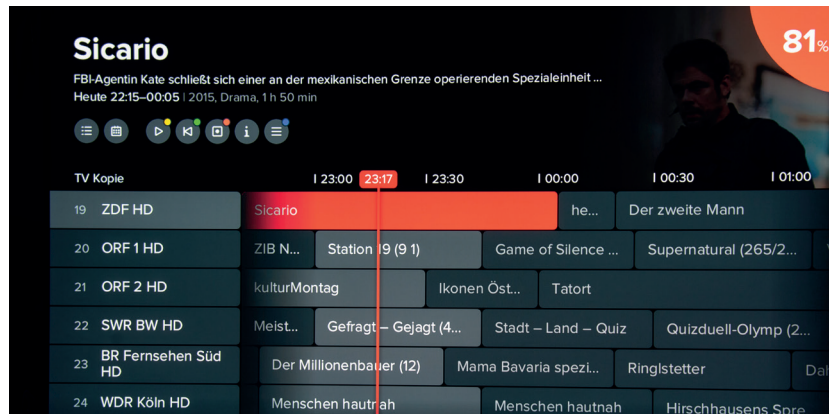 81%
Sicario
FBI-Agentin Kate schließt sich einer an der mexikanischen Grenze operierenden Spezialeinheit ...
Heute 22:15–00:05 | 2015, Drama, 1 h 50 min
TV Kopie
23:00 23:17 23:30 00:00 00:30 01:00
19 ZDF HD Sicario he... Der zweite Mann
20 ORF 1 HD ZIB N... Station 19 (9 1) Game of Silence ... Supernatural (265/2...
21 ORF 2 HD kulturMontag Ikonen Öst... Tatort
22 SWR BW HD Meist... Gefragt – Gejagt (4... Stadt – Land – Quiz Quizduell-Olymp (2...
23 BR Fernsehen Süd HD Der Millionenbauer (12) Mama Bavaria spezi... Ringlstetter Dah
24 WDR Köln HD Menschen hautnah Menschen hautnah Hirschhausens Spre